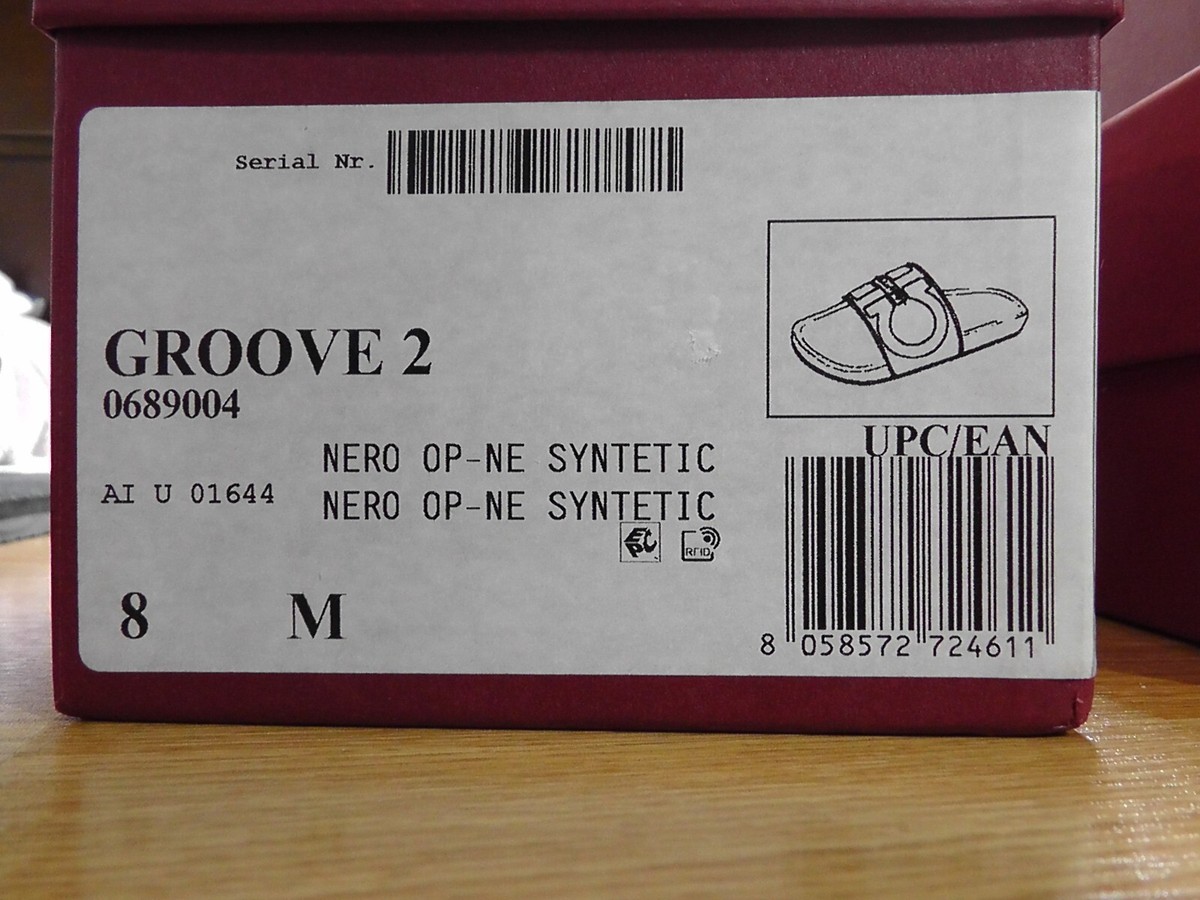 Serial Nr.
GROOVE 2
0689004
NERO OP-NE SYNTETIC
AI U 01644
NERO OP-NE SYNTETIC
EPC
RFID
8 M
UPC/EAN
8 058572 724611